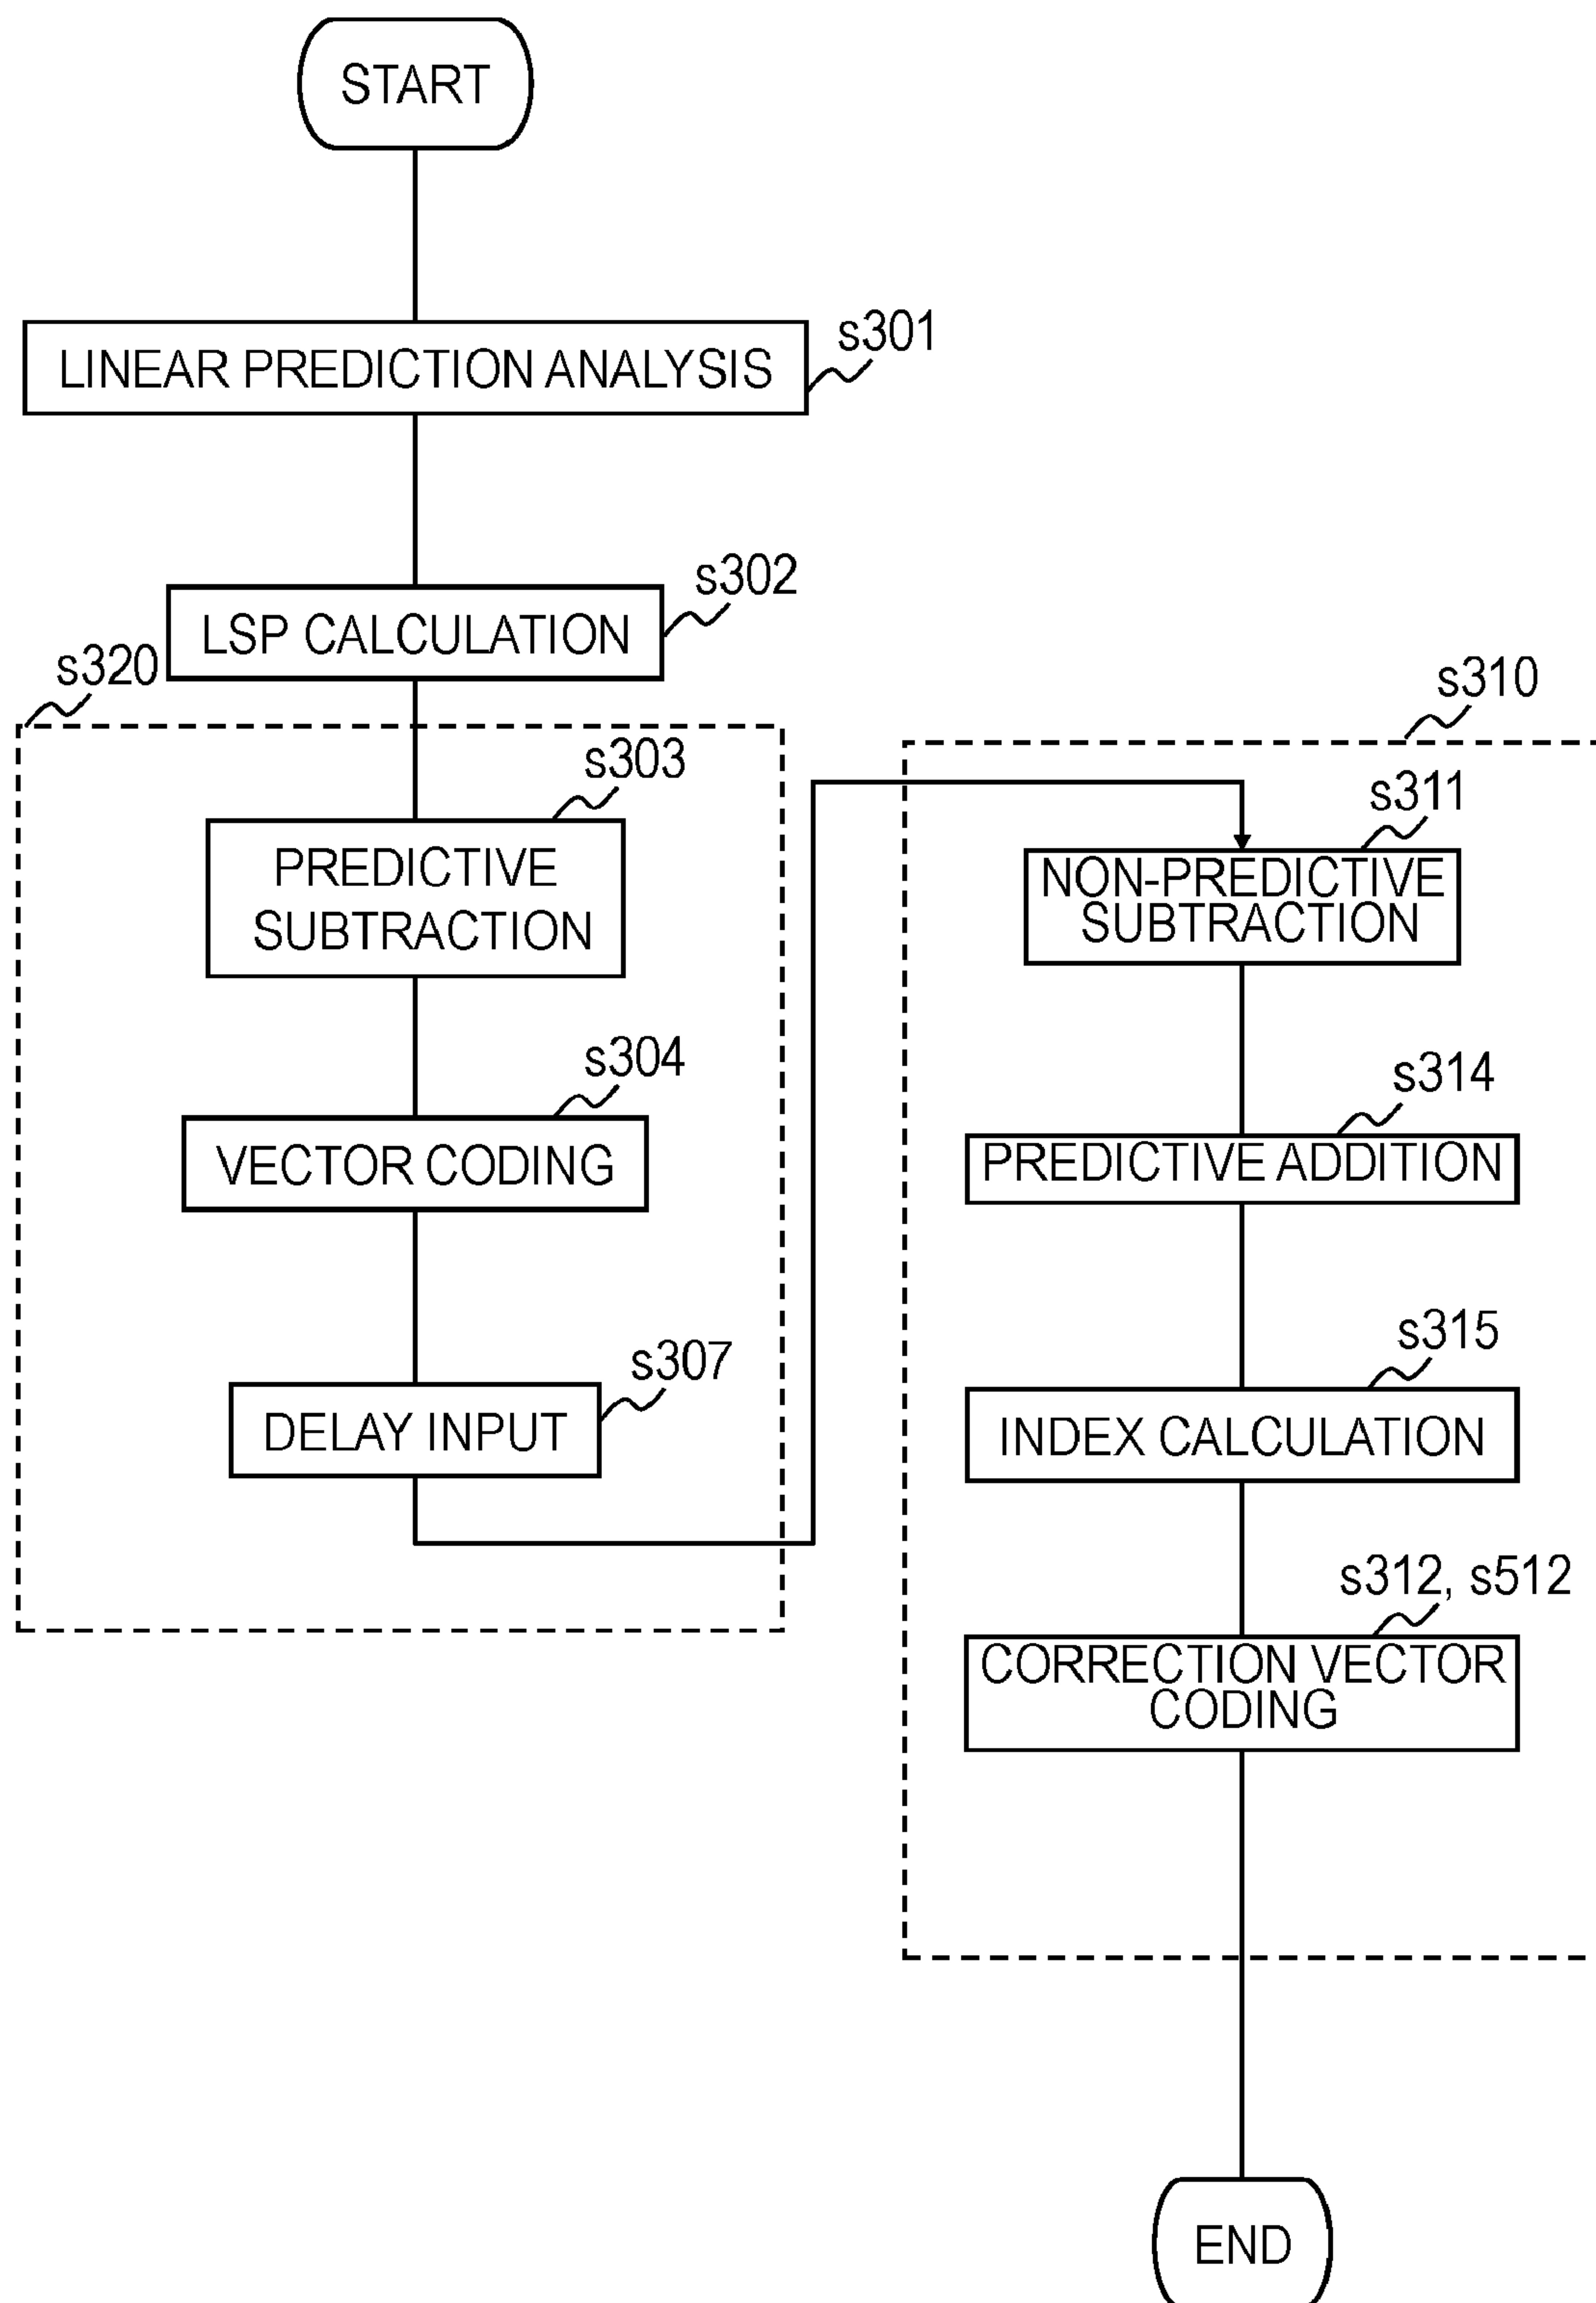 START
LINEAR PREDICTION ANALYSIS
s301
LSP CALCULATION
s302
s320
PREDICTIVE
SUBTRACTION
s303
VECTOR CODING
s304
DELAY INPUT
s307
s310
NON-PREDICTIVE
SUBTRACTION
s311
PREDICTIVE ADDITION
s314
INDEX CALCULATION
s315
CORRECTION VECTOR
CODING
s312, s512
END